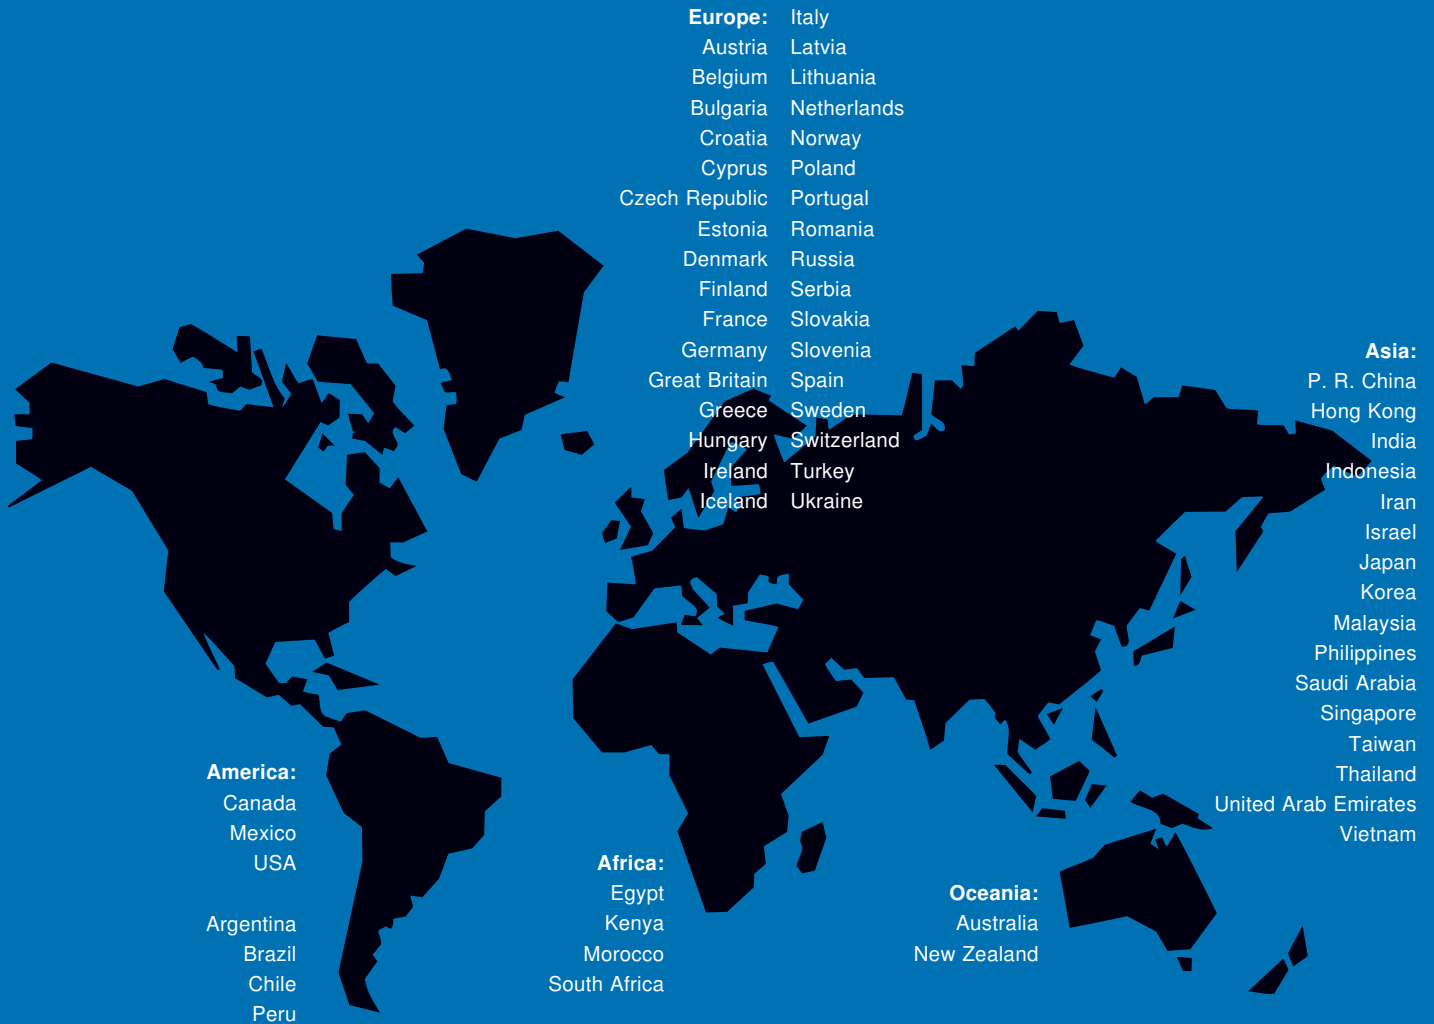 Europe:
Austria
Belgium
Bulgaria
Croatia
Cyprus
Czech Republic
Estonia
Denmark
Finland
France
Germany
Great Britain
Greece
Hungary
Ireland
Iceland
Italy
Latvia
Lithuania
Netherlands
Norway
Poland
Portugal
Romania
Russia
Serbia
Slovakia
Slovenia
Spain
Sweden
Switzerland
Turkey
Ukraine
Asia:
P. R. China
Hong Kong
India
Indonesia
Iran
Israel
Japan
Korea
Malaysia
Philippines
Saudi Arabia
Singapore
Taiwan
Thailand
United Arab Emirates
Vietnam
America:
Canada
Mexico
USA
Argentina
Brazil
Chile
Peru
Africa:
Egypt
Kenya
Morocco
South Africa
Oceania:
Australia
New Zealand